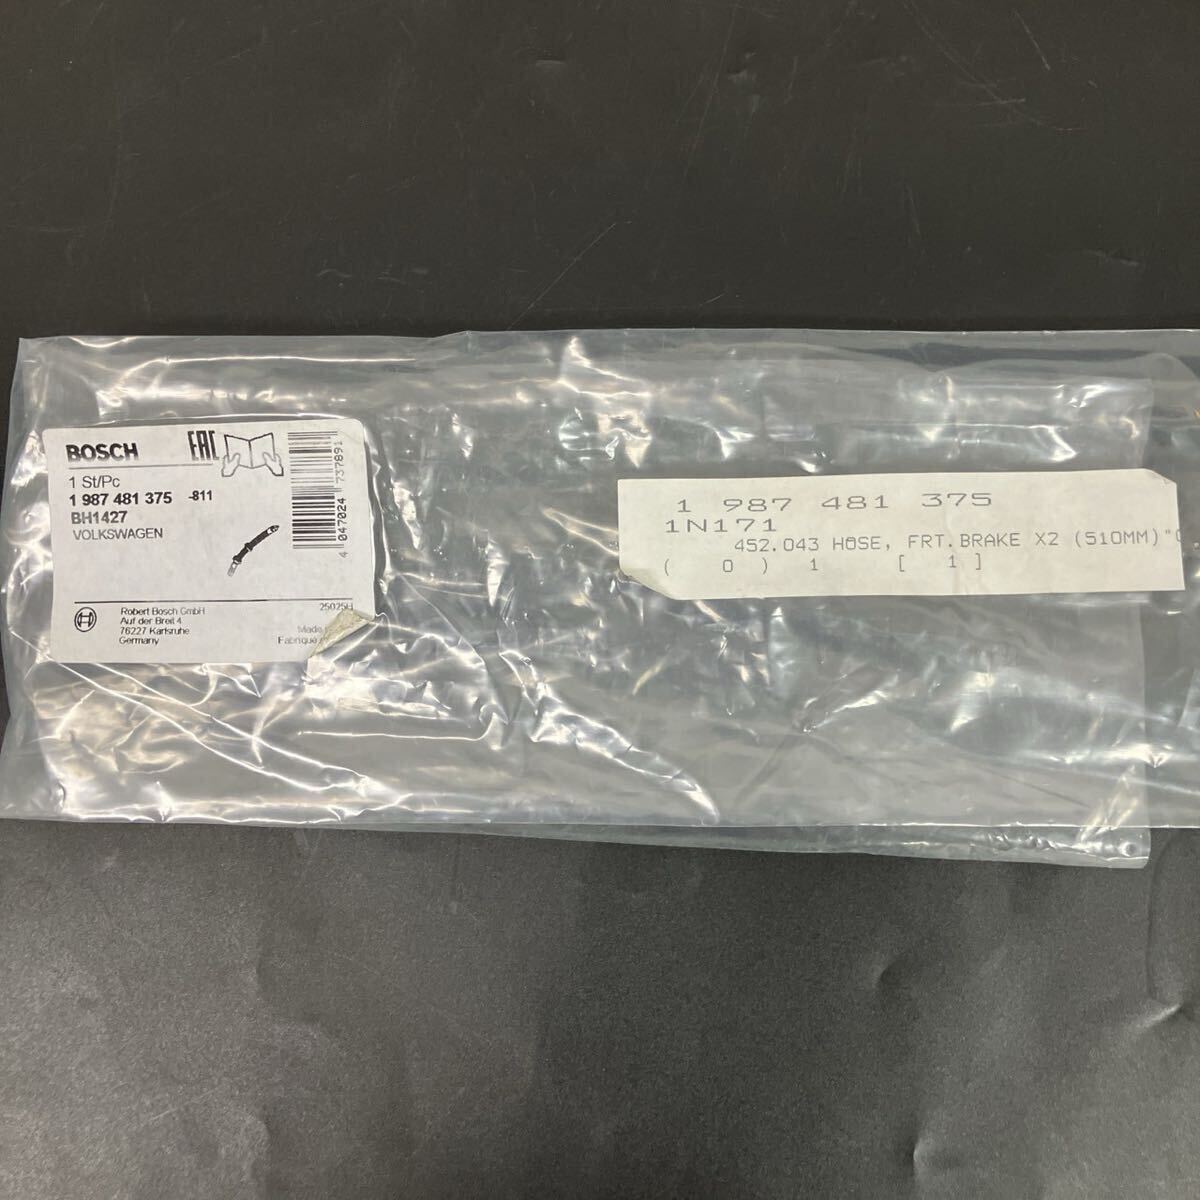 BOSCH
EAC
1 St/Pc
1 987 481 375 -811
BH1427
VOLKSWAGEN
4 047024 737891
Robert Bosch GmbH
Auf der Breit 4
76227 Karlsruhe
Germany
25025H
Made
Fabriqué
1 987 481 375
1N171
452.043 HOSE, FRT.BRAKE X2 (510MM)"
( 0 ) 1 [ 1 ]